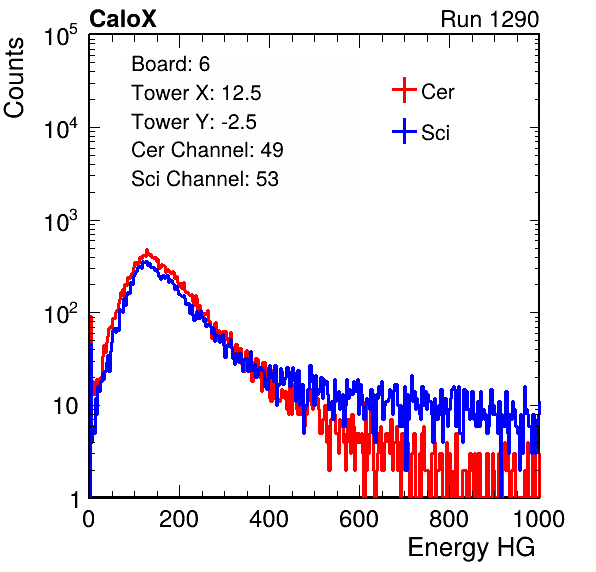 CaloX Run 1290
Counts
10^5
10^4
10^3
10^2
10
1
Board: 6
Tower X: 12.5
Tower Y: -2.5
Cer Channel: 49
Sci Channel: 53
Cer
Sci
0 200 400 600 800 1000
Energy HG